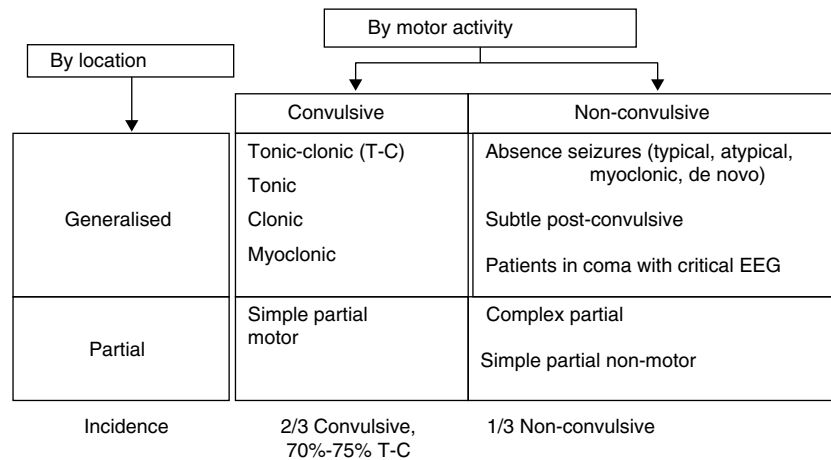 By motor activity
By location
Convulsive
Non-convulsive
Generalised
Tonic-clonic (T-C)
Tonic
Clonic
Myoclonic
Absence seizures (typical, atypical,
myoclonic, de novo)
Subtle post-convulsive
Patients in coma with critical EEG
Partial
Simple partial
motor
Complex partial
Simple partial non-motor
Incidence
2/3 Convulsive,
70%-75% T-C
1/3 Non-convulsive